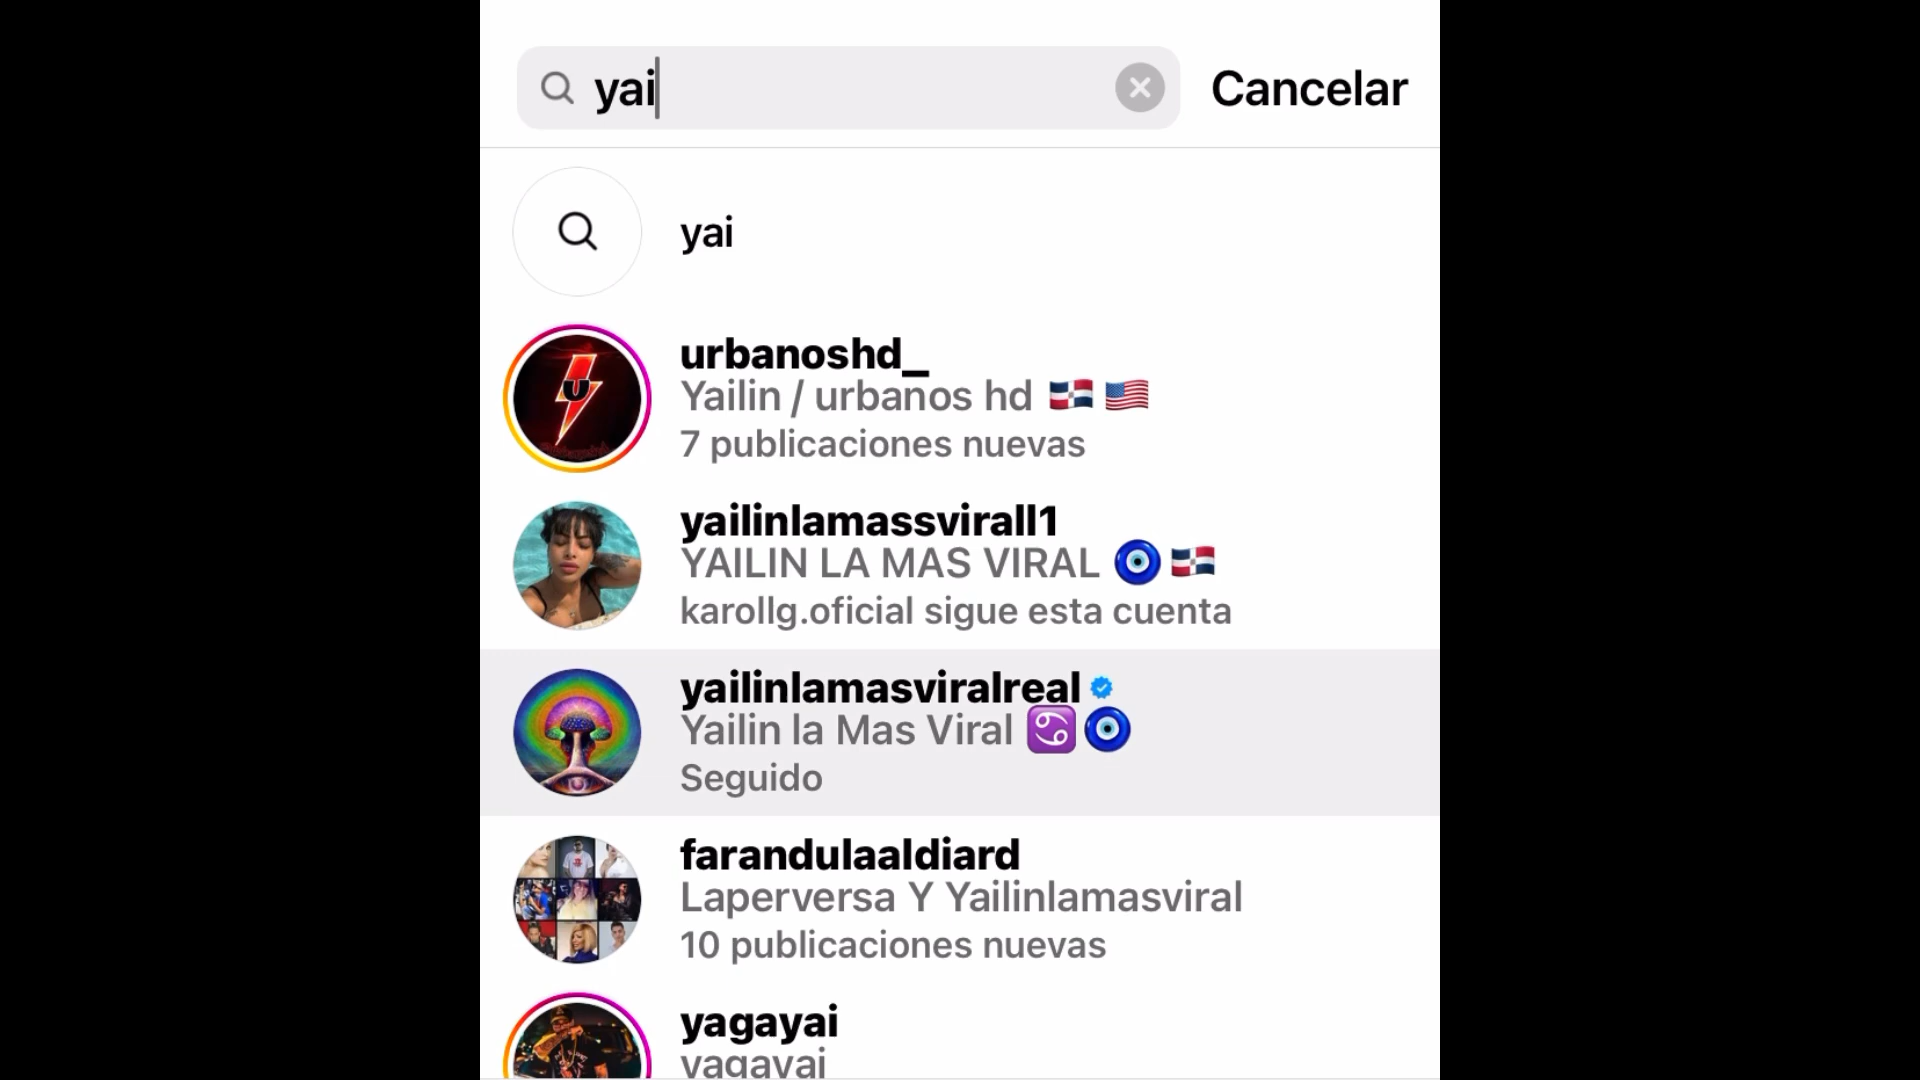 yai
Cancelar
yai
urbanoshd_
Yailin / urbanos hd 🇩🇴 🇺🇸
7 publicaciones nuevas
yailinlamassvirall1
YAILIN LA MAS VIRAL 🧿 🇩🇴
karollg.oficial sigue esta cuenta
yailinlamasviralreal
Yailin la Mas Viral ♋ 🧿
Seguido
farandulaaldiard
Laperversa Y Yailinlamasviral
10 publicaciones nuevas
yagayai
yagayai